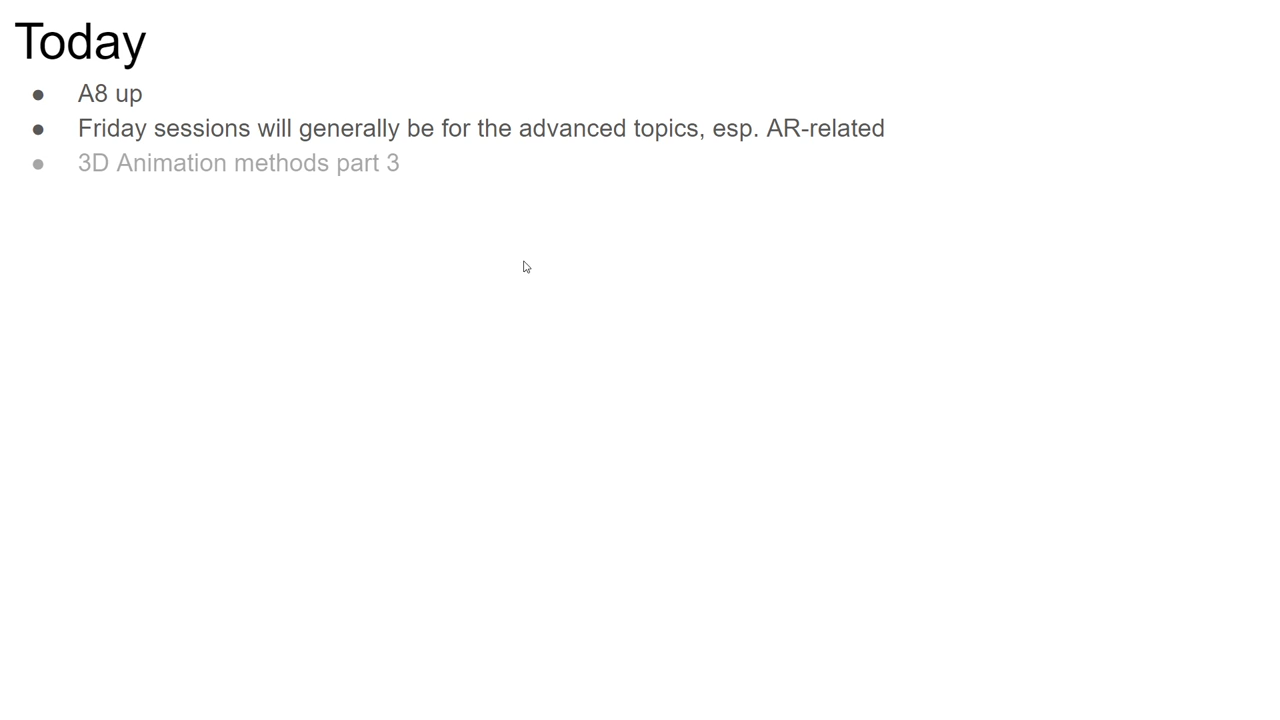 Today
● A8 up
● Friday sessions will generally be for the advanced topics, esp. AR-related
● 3D Animation methods part 3